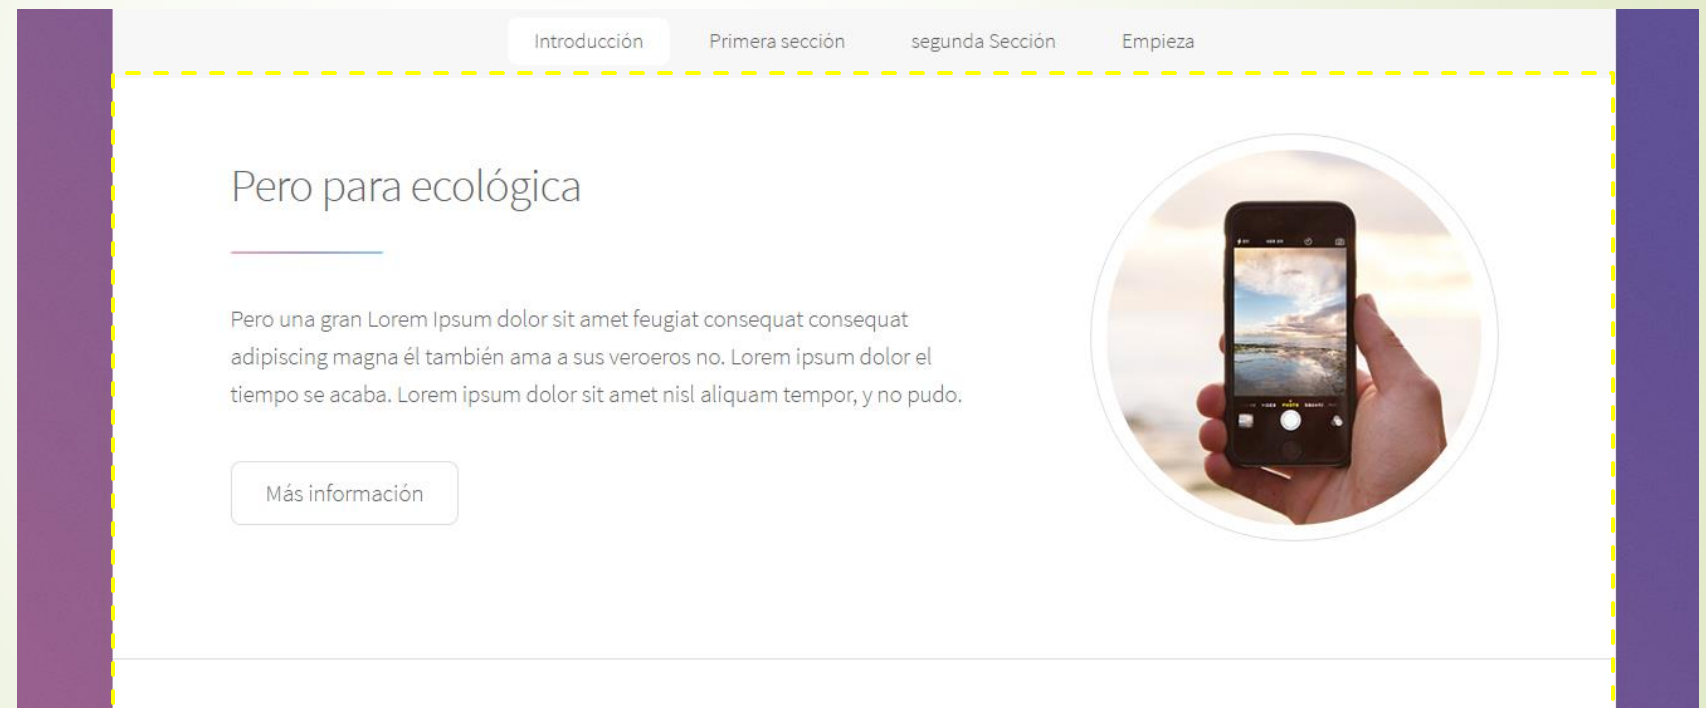 Introducción Primera sección segunda Sección Empieza
Pero para ecológica
Pero una gran Lorem Ipsum dolor sit amet feugiat consequat consequat
adipiscing magna él también ama a sus veroeros no. Lorem ipsum dolor el
tiempo se acaba. Lorem ipsum dolor sit amet nisl aliquam tempor, y no pudo.
Más información